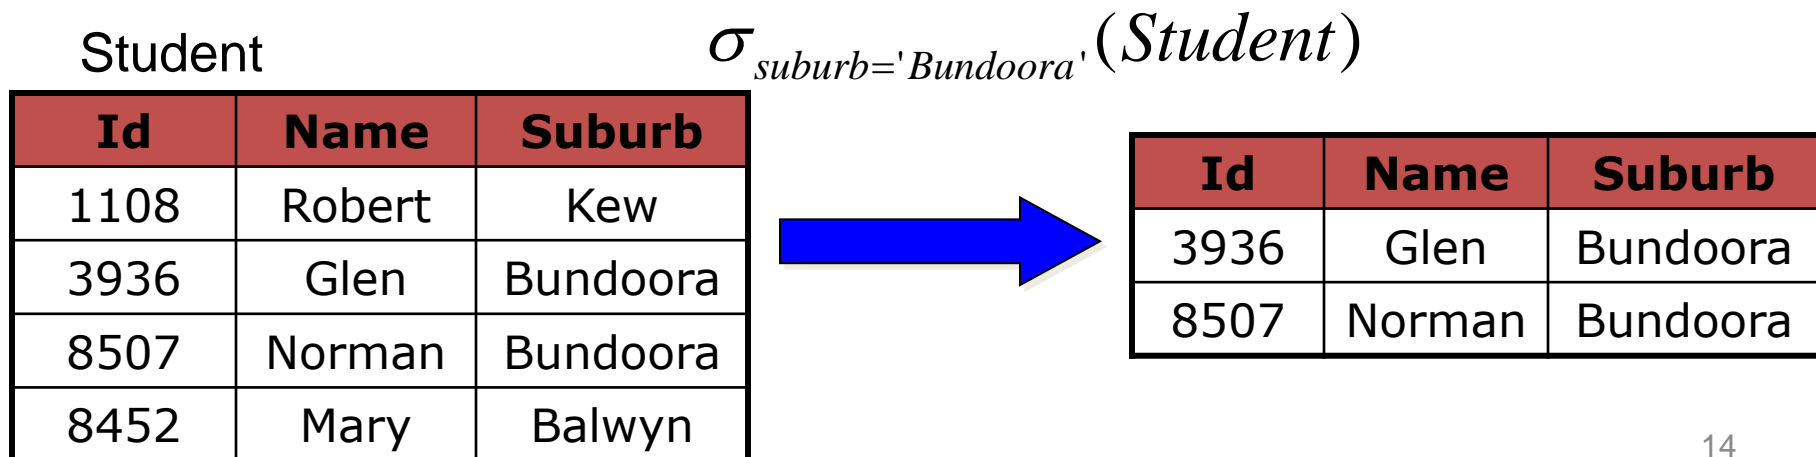 Student
σ suburb='Bundoora' (Student)
Id Name Suburb
1108 Robert Kew
3936 Glen Bundoora
8507 Norman Bundoora
8452 Mary Balwyn
Id Name Suburb
3936 Glen Bundoora
8507 Norman Bundoora
14